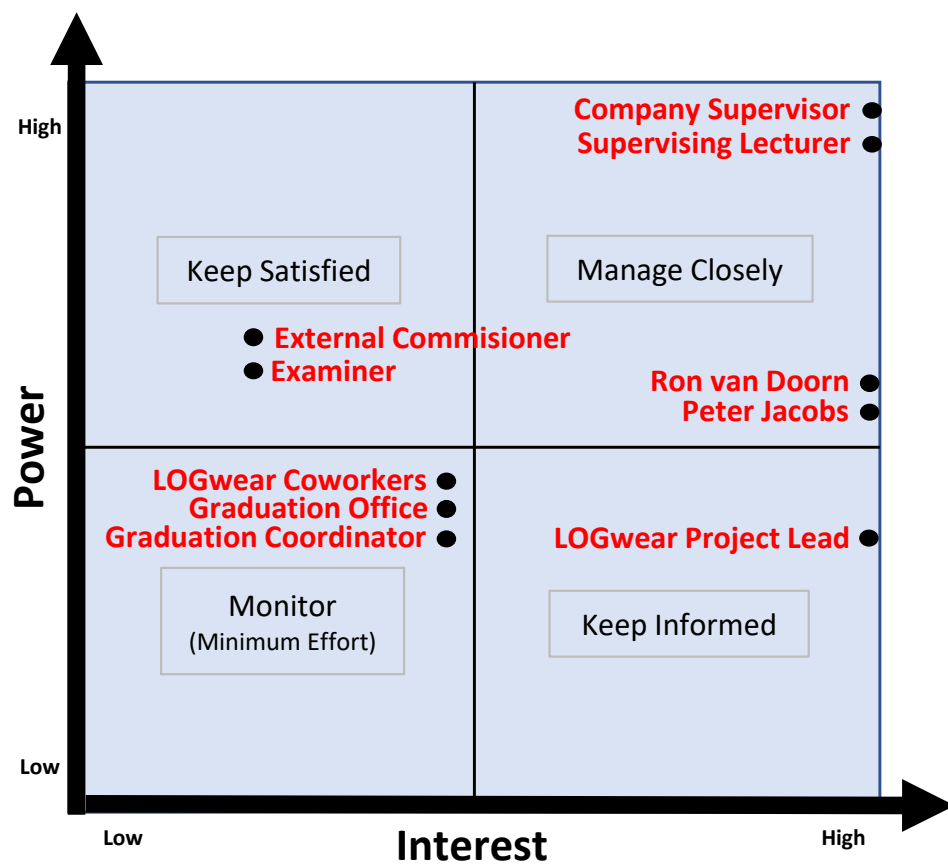 High
Company Supervisor
Supervising Lecturer
Keep Satisfied
Manage Closely
External Commisioner
Examiner
Ron van Doorn
Peter Jacobs
Power
LOGwear Coworkers
Graduation Office
Graduation Coordinator
LOGwear Project Lead
Monitor
(Minimum Effort)
Keep Informed
Low
Low
Interest
High